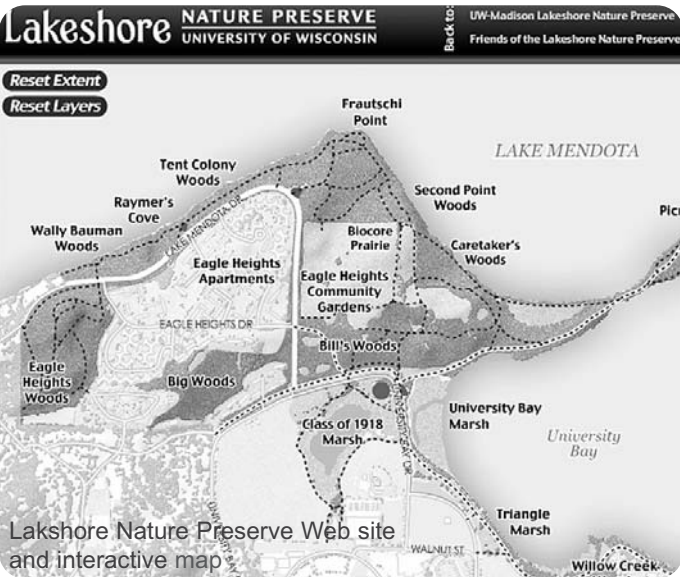 Lakeshore NATURE PRESERVE
UNIVERSITY OF WISCONSIN
Back to:
UW-Madison Lakeshore Nature Preserve
Friends of the Lakeshore Nature Preserve
Reset Extent
Reset Layers
Frautschi
Point
LAKE MENDOTA
Tent Colony
Woods
Second Point
Woods
Raymer's
Cove
Pic
Wally Bauman
Woods
LAKE MENDOTA DR
Biocore
Prairie
Caretaker's
Woods
Eagle Heights
Apartments
Eagle Heights
Community
Gardens
EAGLE HEIGHTS DR
Bill's Woods
Eagle
Heights
Woods
Big Woods
University Bay
Marsh
Class of 1918
Marsh
University
Bay
Triangle
Marsh
Lakshore Nature Preserve Web site
and interactive map
WALNUT ST
Willow Creek